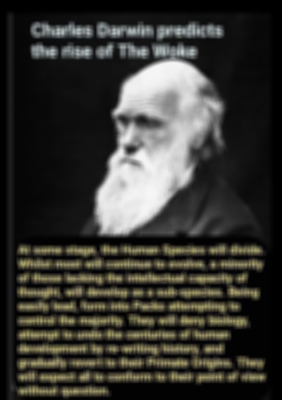 Charles Darwin predicts
the rise of The Woke
At some stage, the Human Species will divide.
Whilst most will continue to evolve, a minority
of those lacking the intellectual capacity of
thought, will develop as a sub-species. Being
easily lead, form into Packs attempting to
control the majority. They will deny biology,
attempt to undo the centuries of human
development by re-writing history, and
gradually revert to their Primate Origins. They
will expect all to conform to their point of view
without question.